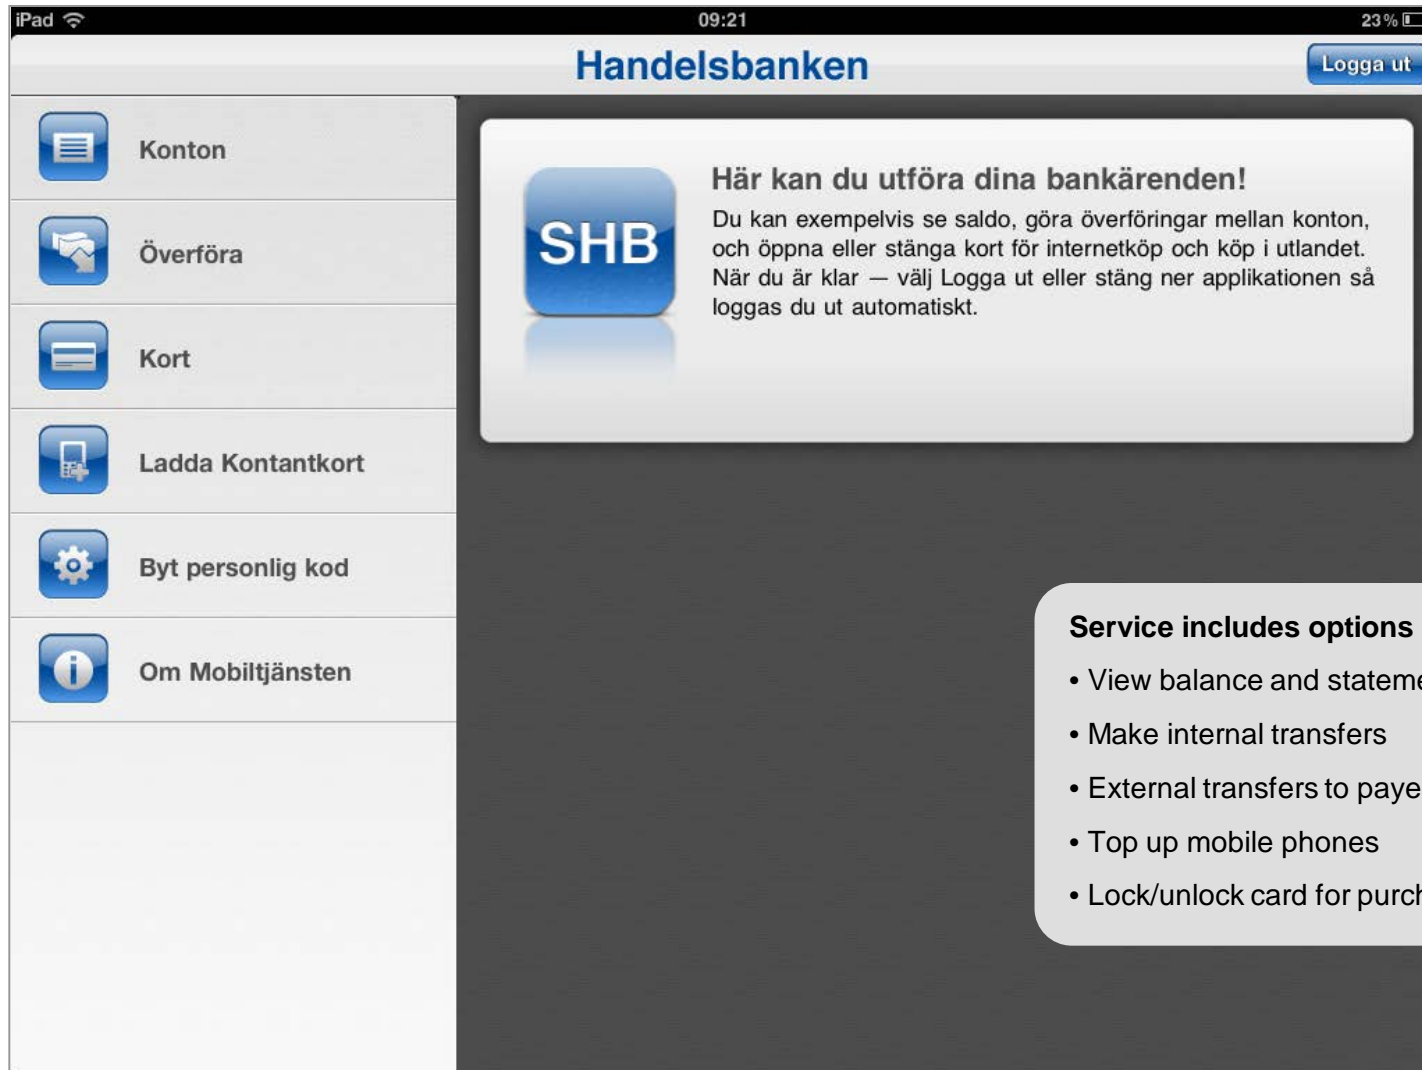 iPad
09:21
23%
Handelsbanken
Logga ut
Konton
Överföra
Kort
Ladda Kontantkort
Byt personlig kod
Om Mobiltjänsten
SHB
Här kan du utföra dina bankärenden!
Du kan exempelvis se saldo, göra överföringar mellan konton,
och öppna eller stänga kort för internetköp och köp i utlandet.
När du är klar — välj Logga ut eller stäng ner applikationen så
loggas du ut automatiskt.
Service includes options
• View balance and
• Make internal transfers
• External transfers to
• Top up mobile phones
• Lock/unlock card for